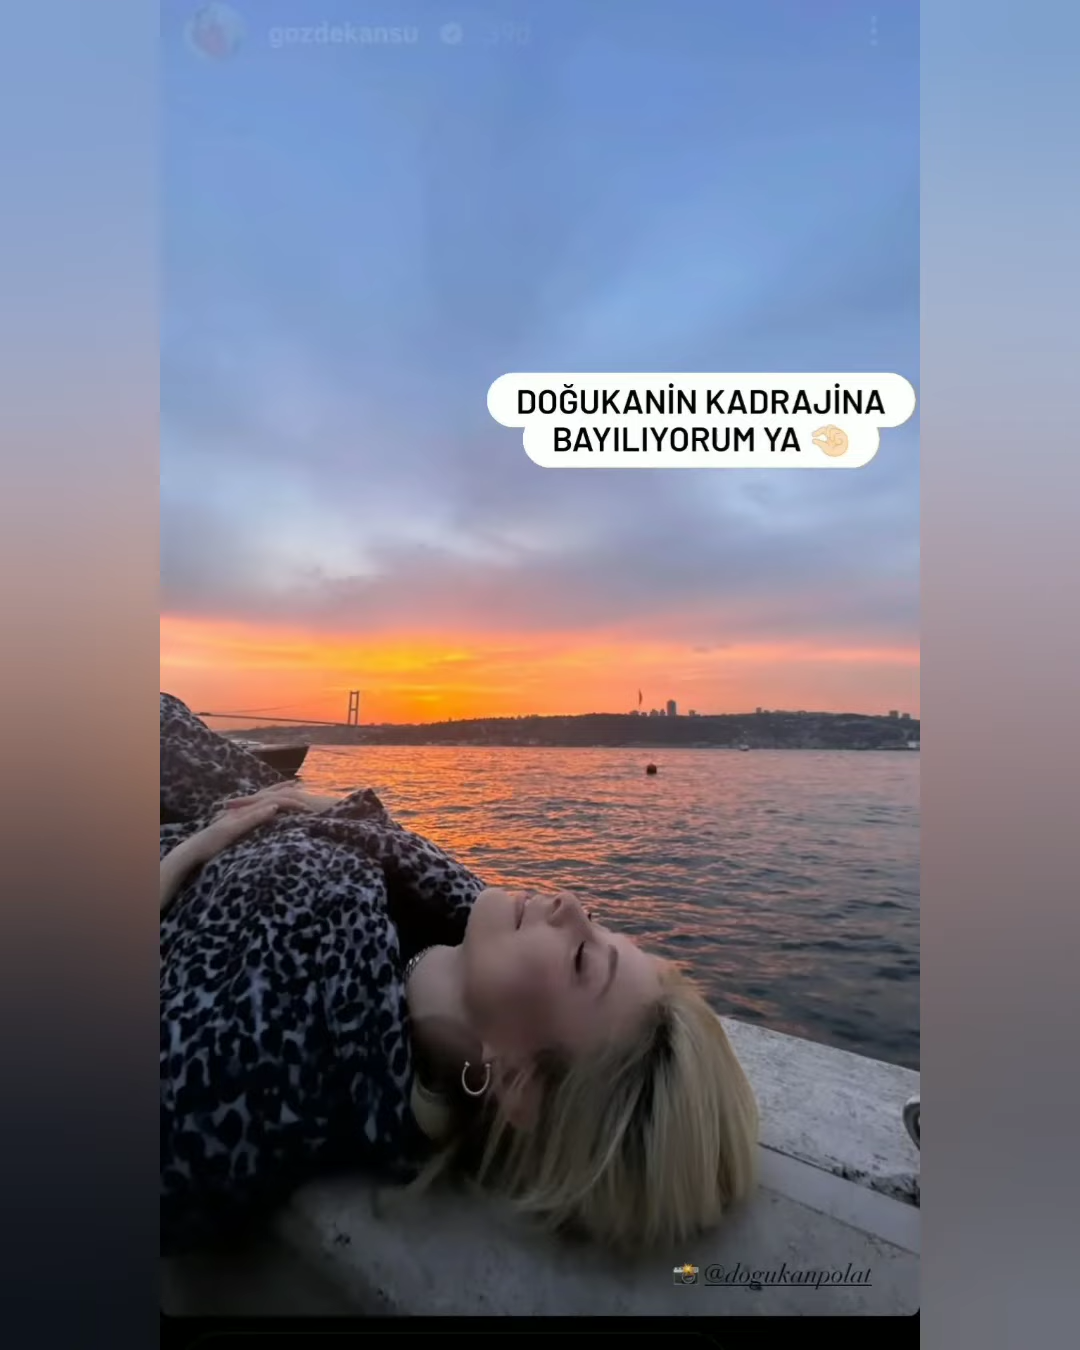 gozdekansu
DOĞUKANİN KADRAJİNA
BAYILIYORUM YA 🤏🏻
📸 @dogukanpolat